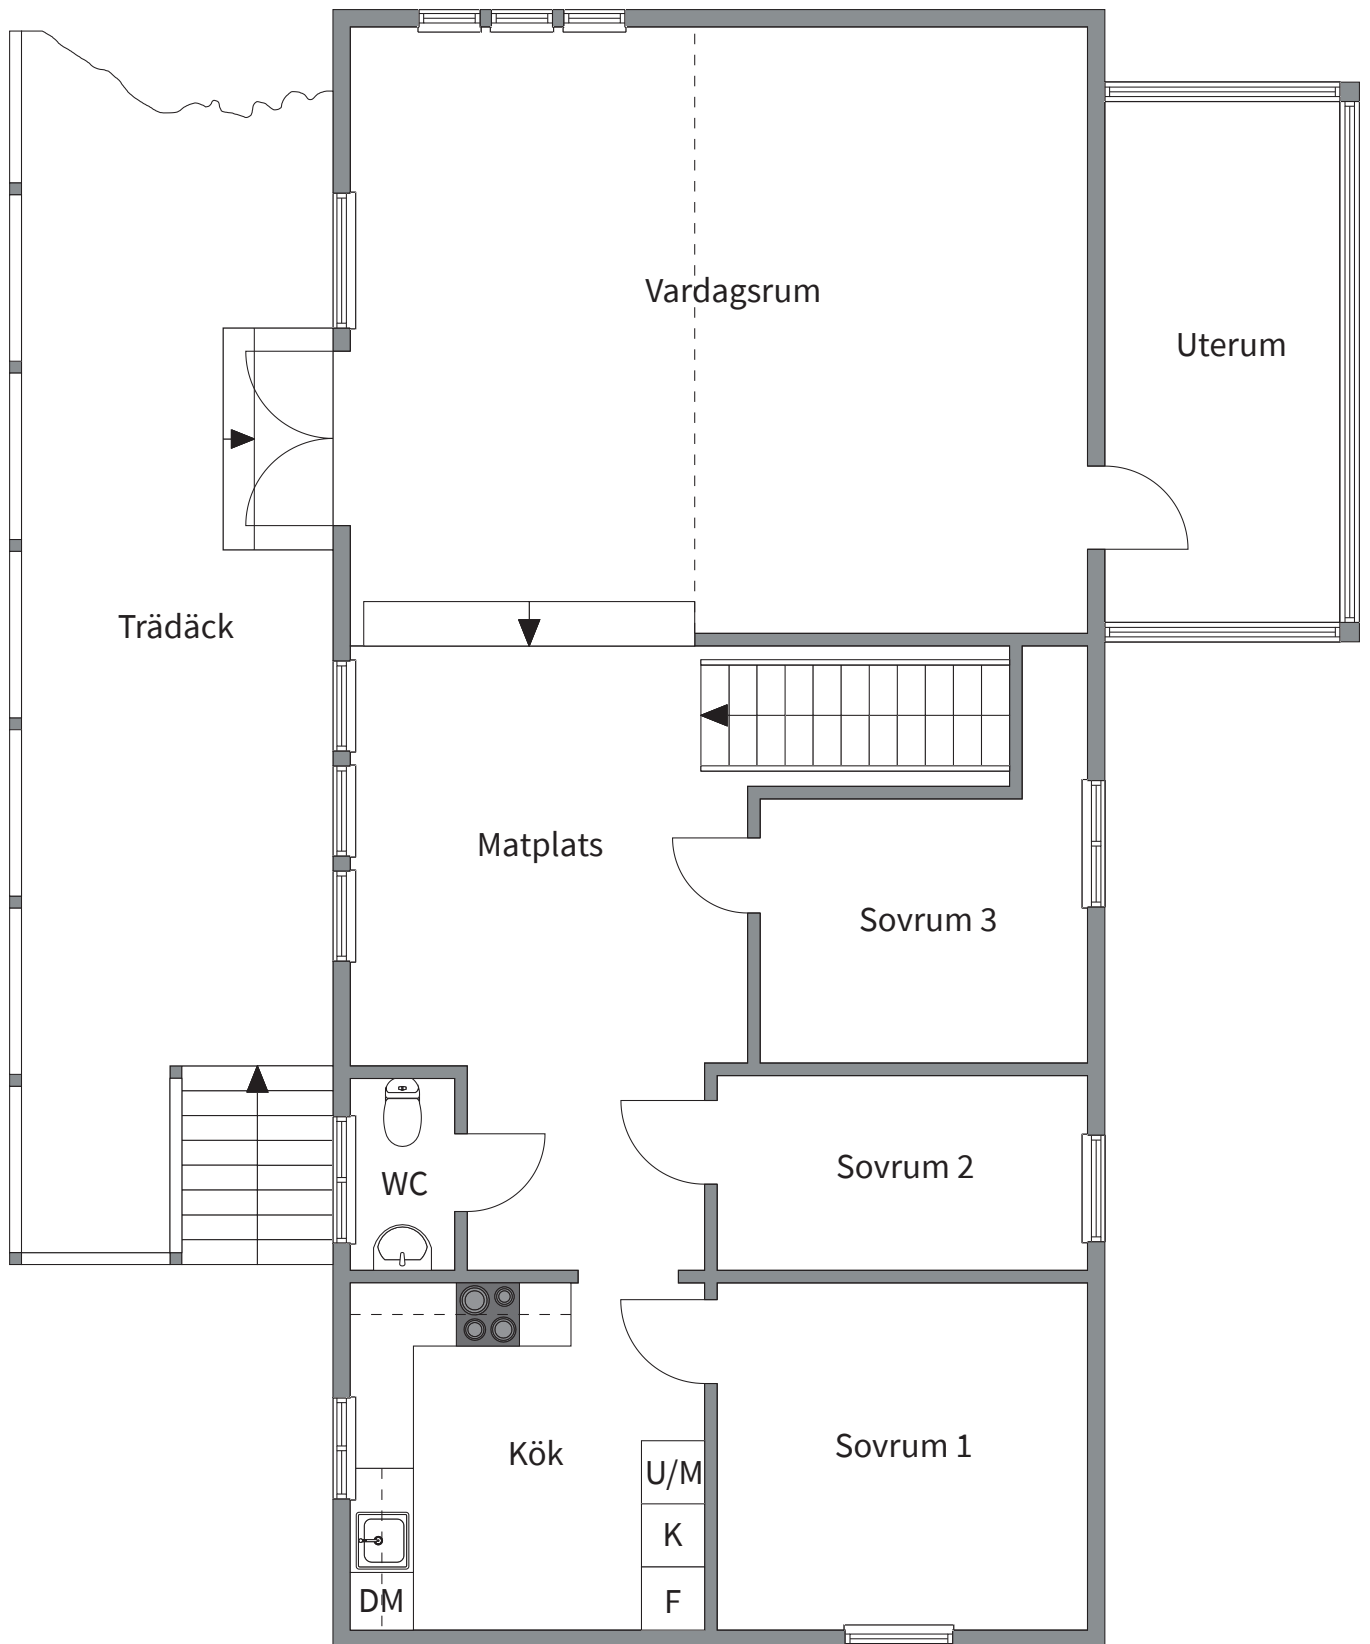 Vardagsrum
Uterum
Trädäck
Matplats
Sovrum 3
Sovrum 2
WC
Sovrum 1
Kök
U/M
K
F
DM